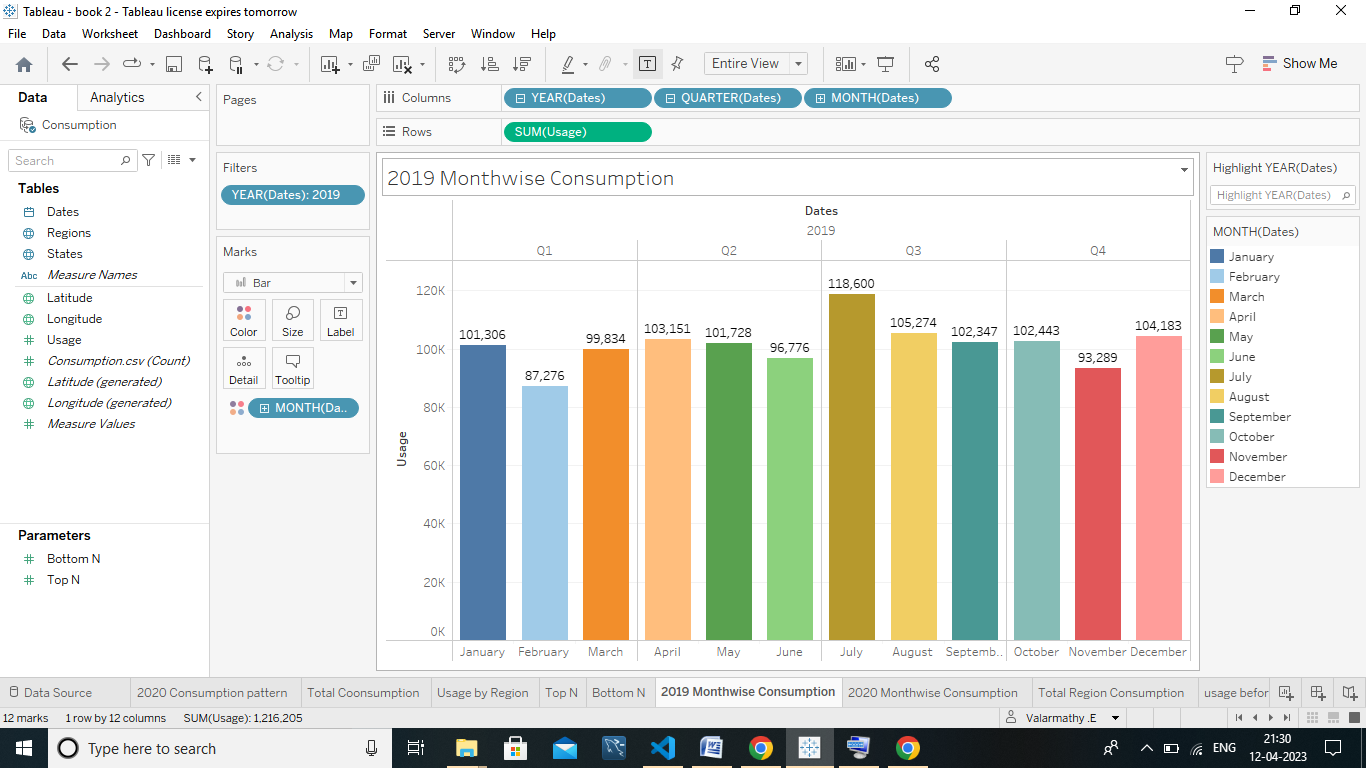 Tableau - book 2 - Tableau license expires tomorrow
File Data Worksheet Dashboard Story Analysis Map Format Server Window Help
Entire View
Show Me
Data Analytics
Consumption
Search
Tables
Dates
Regions
States
Abc Measure Names
Latitude
Longitude
Usage
Consumption.csv (Count)
Latitude (generated)
Longitude (generated)
Measure Values
Parameters
Bottom N
Top N
Pages
Filters
YEAR(Dates): 2019
Marks
Bar
Color Size Label
Detail Tooltip
MONTH(Da..
Columns YEAR(Dates) QUARTER(Dates) MONTH(Dates)
Rows SUM(Usage)
2019 Monthwise Consumption
Dates
2019
Q1 Q2 Q3 Q4
Usage
120K
100K
80K
60K
40K
20K
0K
101,306 87,276 99,834 103,151 101,728 96,776 118,600 105,274 102,347 102,443 93,289 104,183
January February March April May June July August Septemb.. October November December
Highlight YEAR(Dates)
Highlight YEAR(Dates)
MONTH(Dates)
January
February
March
April
May
June
July
August
September
October
November
December
Data Source 2020 Consumption pattern Total Coonsumption Usage by Region Top N Bottom N 2019 Monthwise Consumption 2020 Monthwise Consumption Total Region Consumption usage befor
12 marks 1 row by 12 columns SUM(Usage): 1,216,205 Valarmathy .E
Type here to search
ENG
21:30
12-04-2023